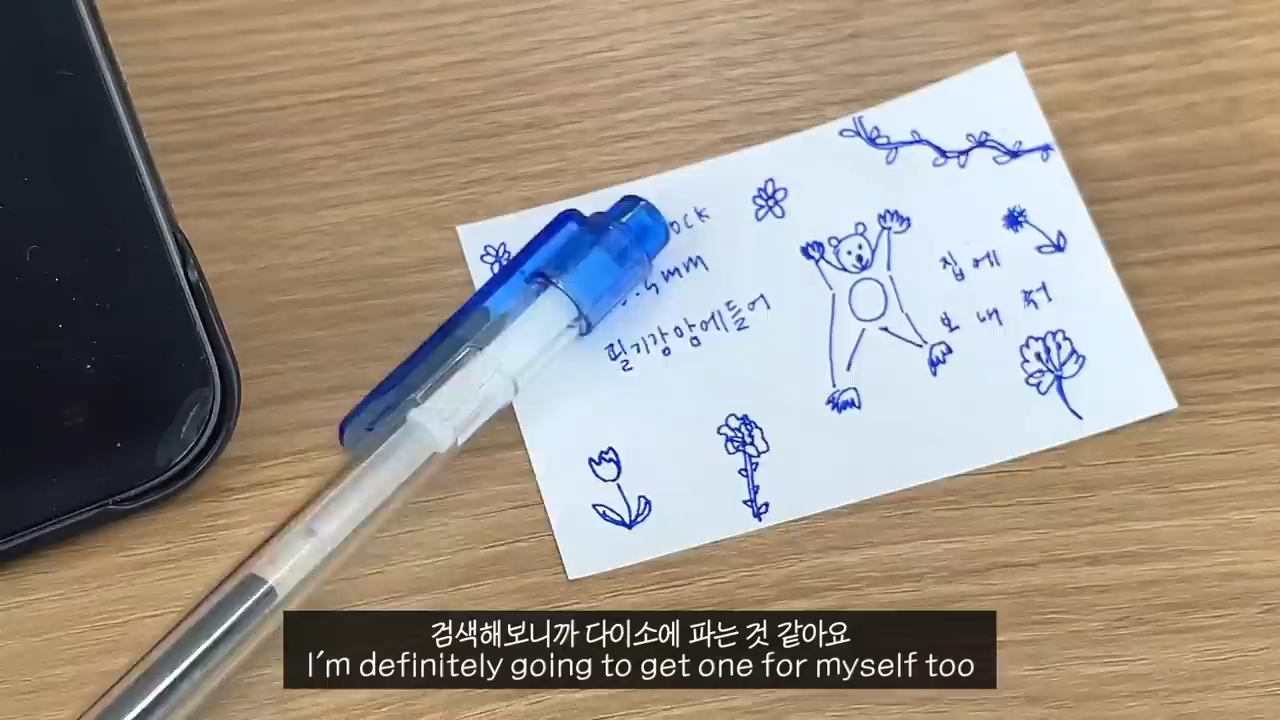 ock
5mm
필기감 맘에들어
집에
보내줘
검색해보니까 다이소에 파는 것 같아요
I'm definitely going to get one for myself too